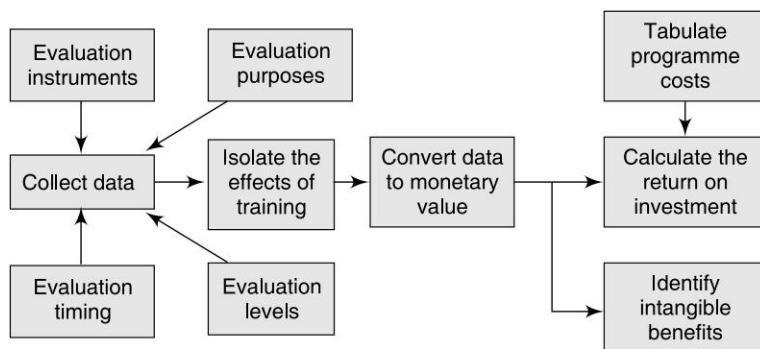 Evaluation
instruments
Evaluation
purposes
Tabulate
programme
costs
Collect data
Isolate the
effects of
training
Convert data
to monetary
value
Calculate the
return on
investment
Evaluation
timing
Evaluation
levels
Identify
intangible
benefits